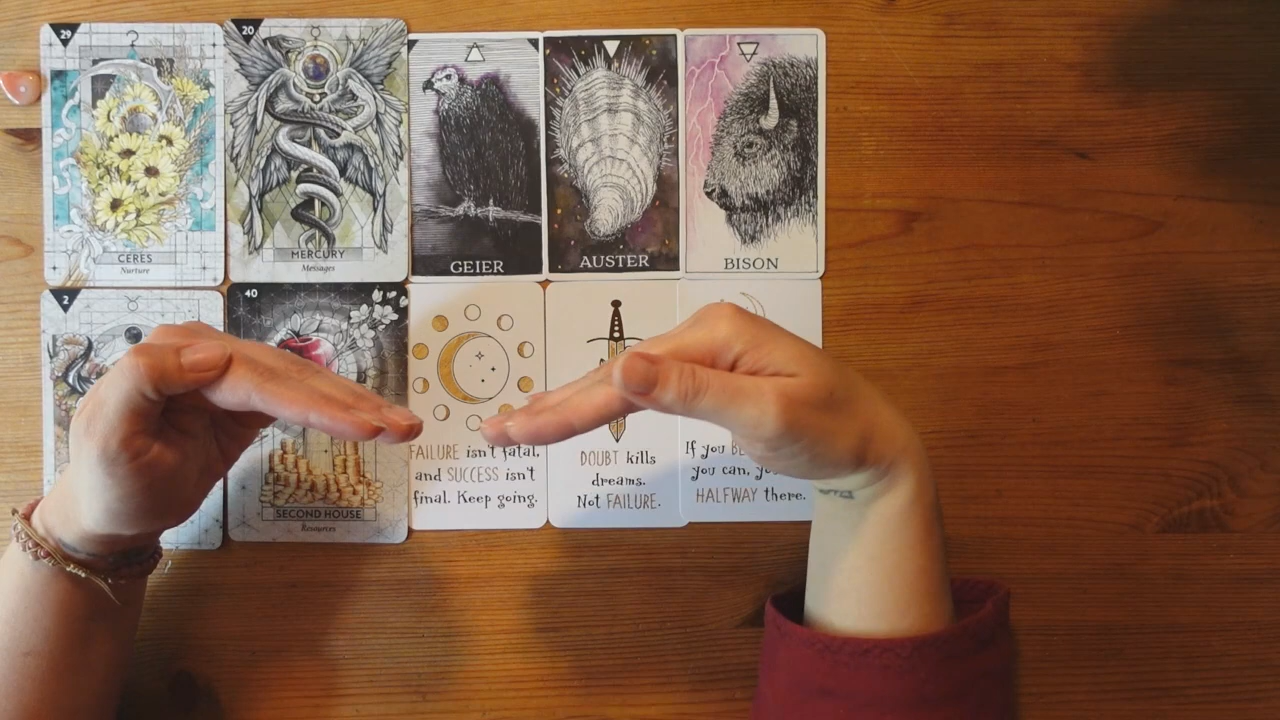 29
CERES
Nurture
20
MERCURY
Messages
GEIER
AUSTER
BISON
2
40
SECOND HOUSE
Resources
FAILURE isn't fatal,
and SUCCESS isn't
final. Keep going.
DOUBT kills
dreams.
Not FAILURE.
If you
you can,
HALFWAY there.